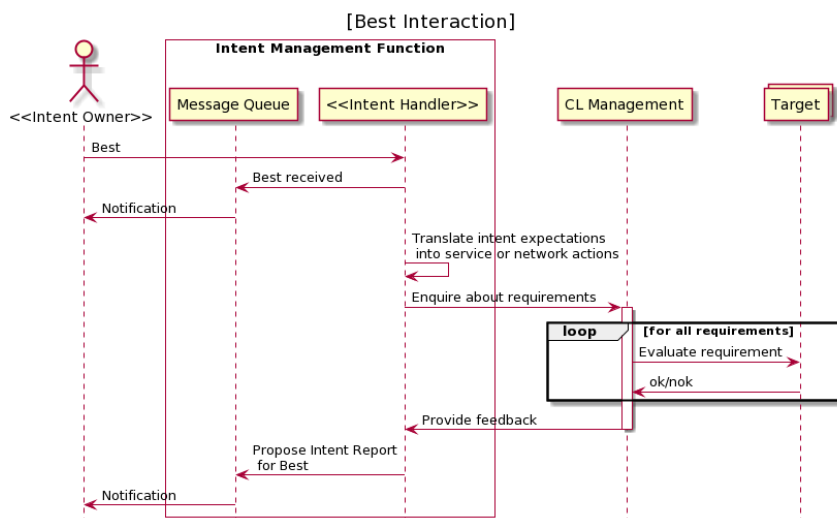 [Best Interaction]
Intent Management Function
<<Intent Owner>>
Message Queue
<<Intent Handler>>
CL Management
Target
Best
Best received
Notification
Translate intent expectations
into service or network actions
Enquire about requirements
loop
[for all requirements]
Evaluate requirement
ok/nok
Provide feedback
Propose Intent Report
for Best
Notification